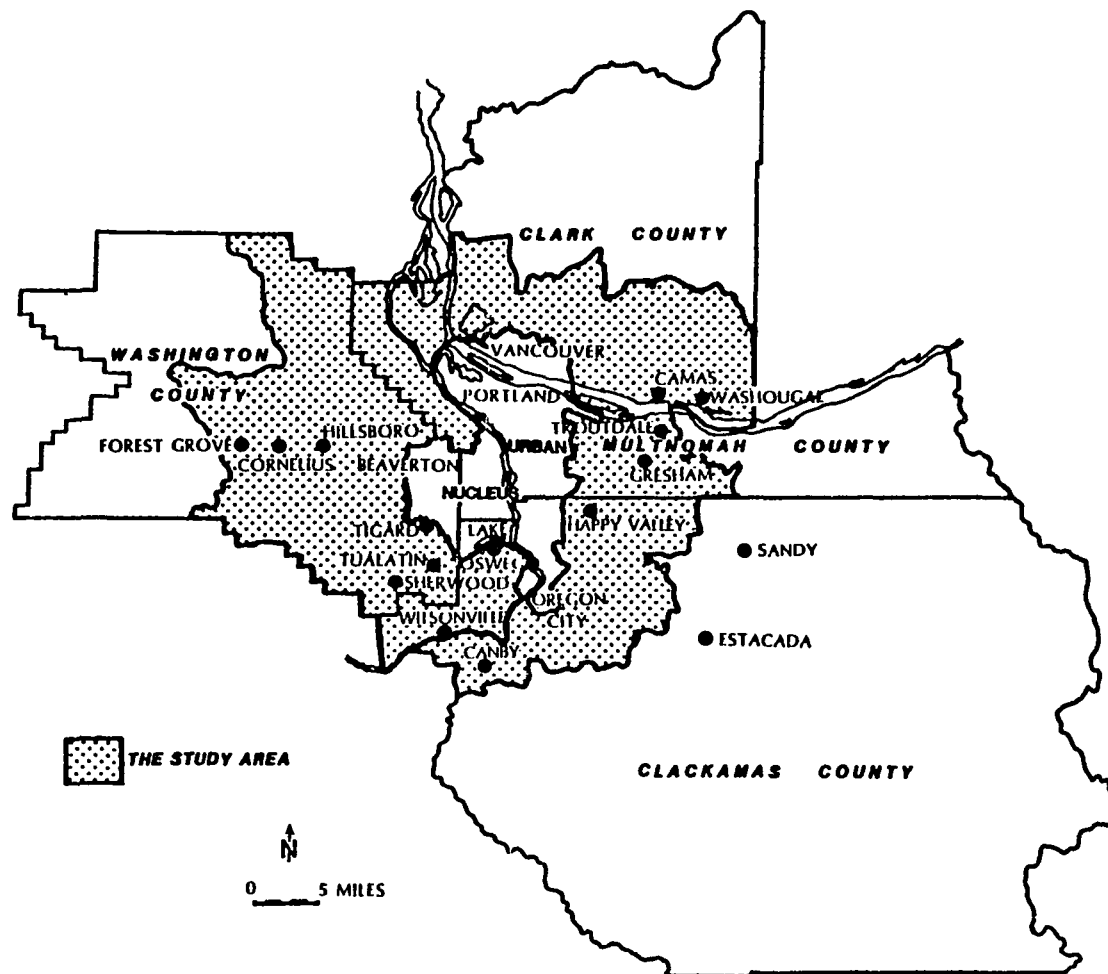 CLARK COUNTY
WASHINGTON
COUNTY
VANCOUVER
PORTLAND
CAMAS
WASHOUGAL
TROUTDALE
URBAN
MULTNOMAH COUNTY
FOREST GROVE
CORNELIUS
HILLSBORO
BEAVERTON
GRESHAM
NUCLEUS
HAPPY VALLEY
TIGARD
LAKE
OSWEG
TUALATIN
SHERWOOD
SANDY
OREGON
CITY
WILSONVILLE
CANBY
ESTACADA
THE STUDY AREA
CLACKAMAS COUNTY
N
0 5 MILES